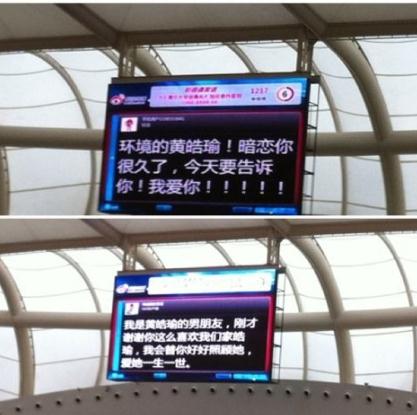 1217
6
环境的黄皓瑜！暗恋你
很久了，今天要告诉
你！我爱你！！！！！
我是黄皓瑜的男朋友，刚才
谢谢你这么喜欢我们家皓
瑜，我会替你好好照顾她，
爱她一生一世。